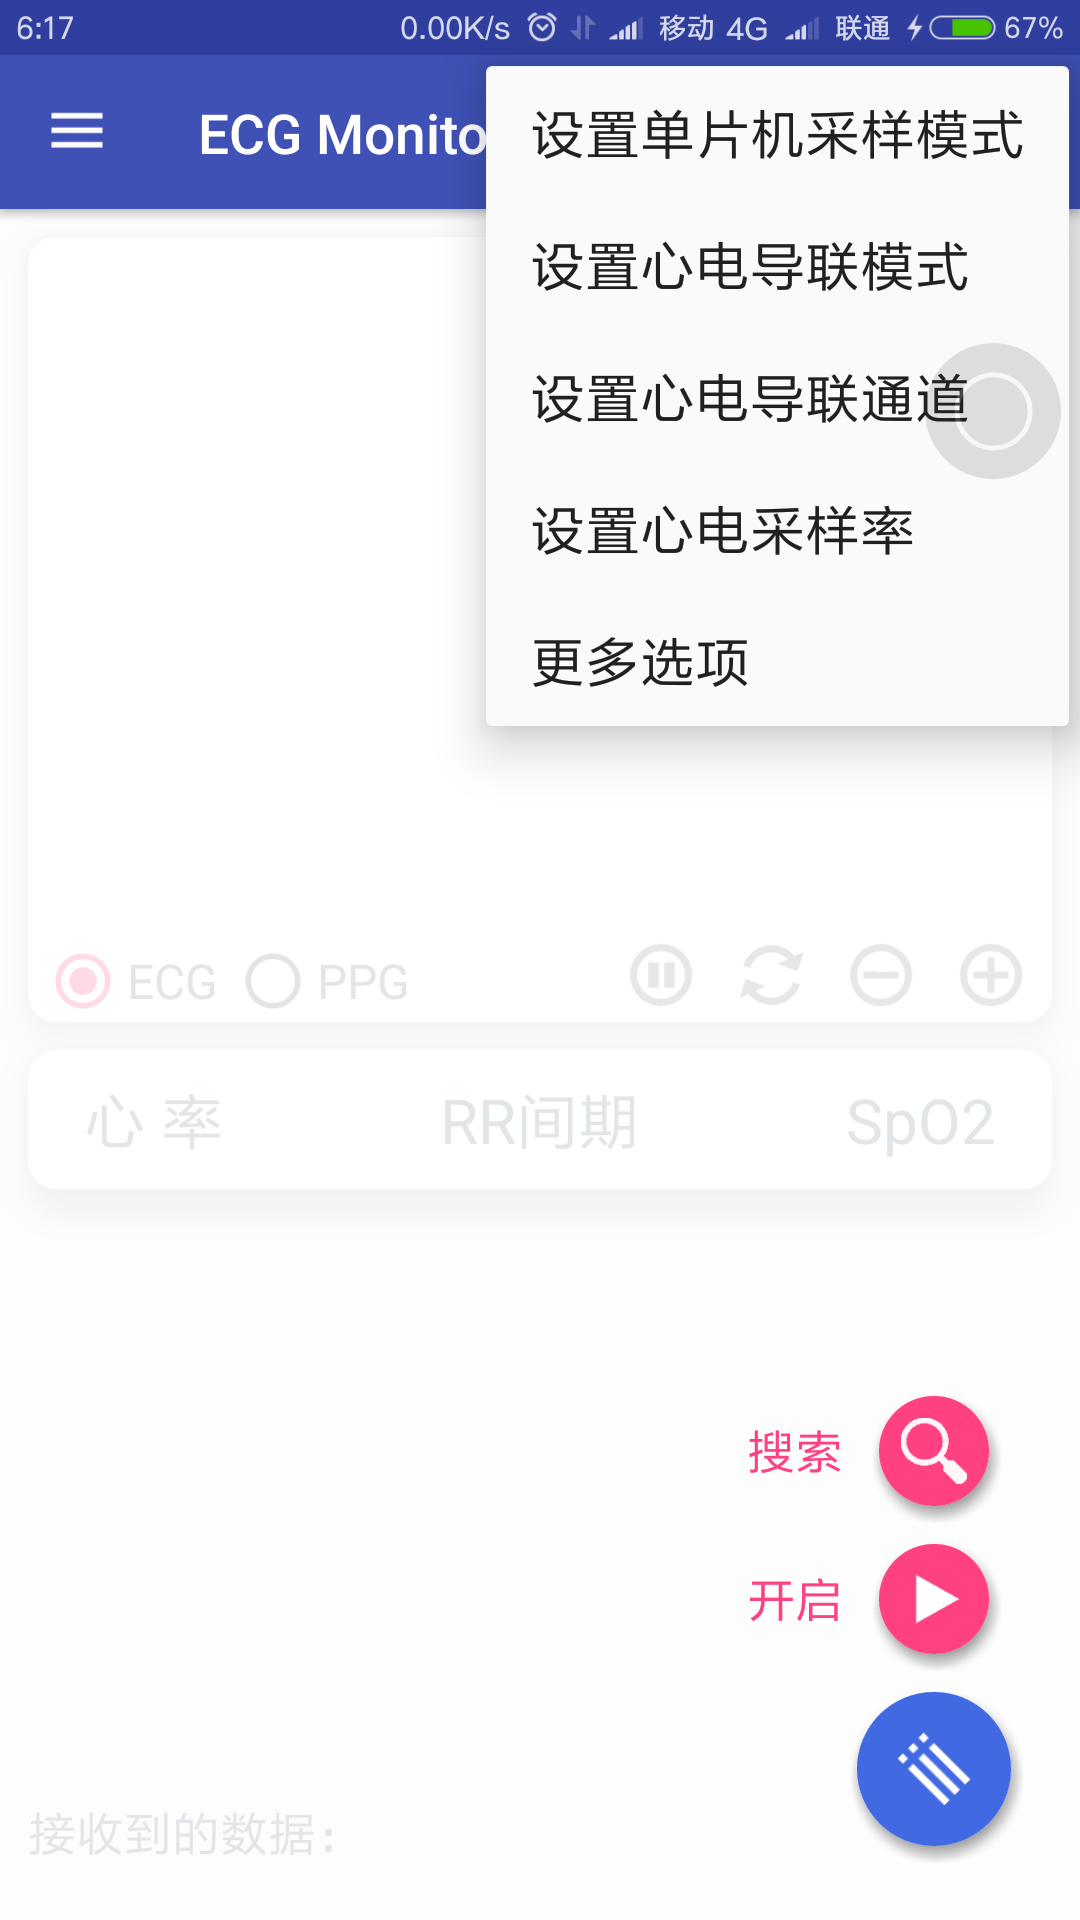 6:17 0.00K/s 移动 4G 联通 67%
ECG Monito
设置单片机采样模式
设置心电导联模式
设置心电导联通道
设置心电采样率
更多选项
ECG PPG
心 率 RR间期 SpO2
搜索
开启
接收到的数据: